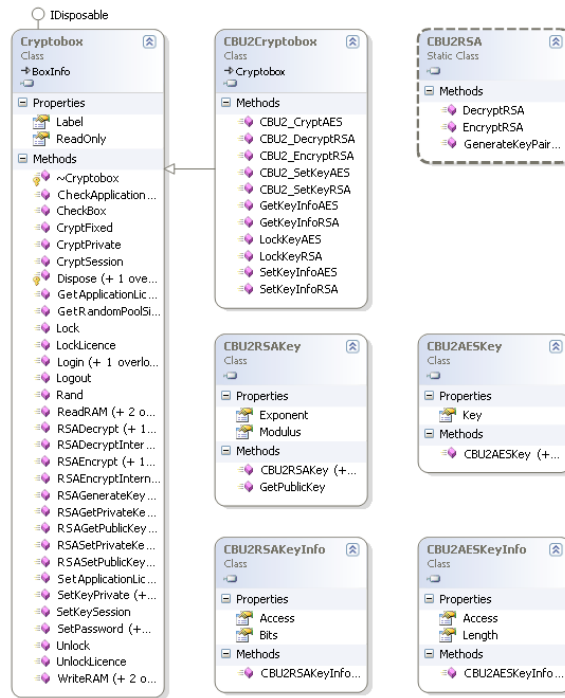 IDisposable
Cryptobox
Class
BoxInfo
Properties
Label
ReadOnly
Methods
~Cryptobox
CheckApplication...
CheckBox
CryptFixed
CryptPrivate
CryptSession
Dispose (+ 1 ove...
GetApplicationLic...
GetRandomPoolSi...
Lock
LockLicence
Login (+ 1 overlo...
Logout
Rand
ReadRAM (+ 2 o...
RSADecrypt (+ 1...
RSADecryptInter...
RSAEncrypt (+ 1...
RSAEncryptIntern...
RSAGenerateKey...
RSAGetPrivateKe...
RSAGetPublicKey...
RSASetPrivateKe...
RSASetPublicKey...
SetApplicationLic...
SetKeyPrivate (+...
SetKeySession
SetPassword (+...
Unlock
UnlockLicence
WriteRAM (+ 2 o...
CBU2Cryptobox
Class
Cryptobox
Methods
CBU2_CryptAES
CBU2_DecryptRSA
CBU2_EncryptRSA
CBU2_SetKeyAES
CBU2_SetKeyRSA
GetKeyInfoAES
GetKeyInfoRSA
LockKeyAES
LockKeyRSA
SetKeyInfoAES
SetKeyInfoRSA
CBU2RSA
Static Class
Methods
DecryptRSA
EncryptRSA
GenerateKeyPair...
CBU2RSAKey
Class
Properties
Exponent
Modulus
Methods
CBU2RSAKey (+...
GetPublicKey
CBU2AESKey
Class
Properties
Key
Methods
CBU2AESKey (+...
CBU2RSAKeyInfo
Class
Properties
Access
Bits
Methods
CBU2RSAKeyInfo...
CBU2AESKeyInfo
Class
Properties
Access
Length
Methods
CBU2AESKeyInfo...